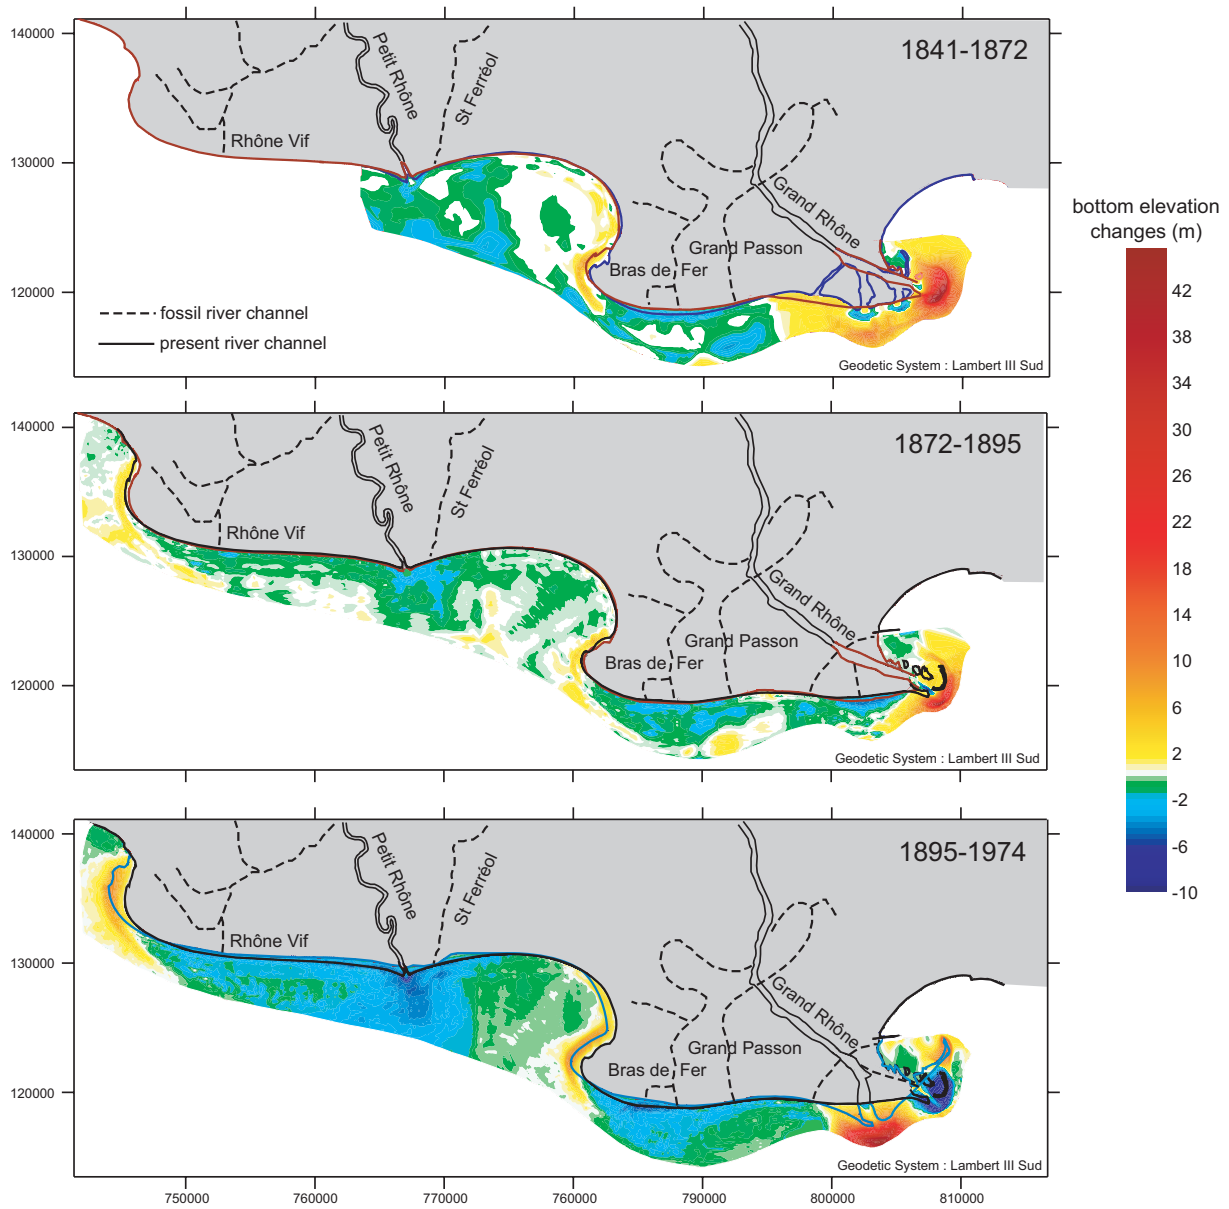 140000
130000
120000
1841-1872
Petit Rhône
St Ferréol
Rhône Vif
Grand Rhône
Grand Passon
Bras de Fer
fossil river channel
present river channel
Geodetic System : Lambert III Sud
140000
130000
120000
1872-1895
Petit Rhône
St Ferréol
Rhône Vif
Grand Rhône
Grand Passon
Bras de Fer
Geodetic System : Lambert III Sud
140000
130000
120000
1895-1974
Petit Rhône
St Ferréol
Rhône Vif
Grand Rhône
Grand Passon
Bras de Fer
Geodetic System : Lambert III Sud
750000 760000 770000 760000 790000 800000 810000
bottom elevation
changes (m)
42
38
34
30
26
22
18
14
10
6
2
-2
-6
-10